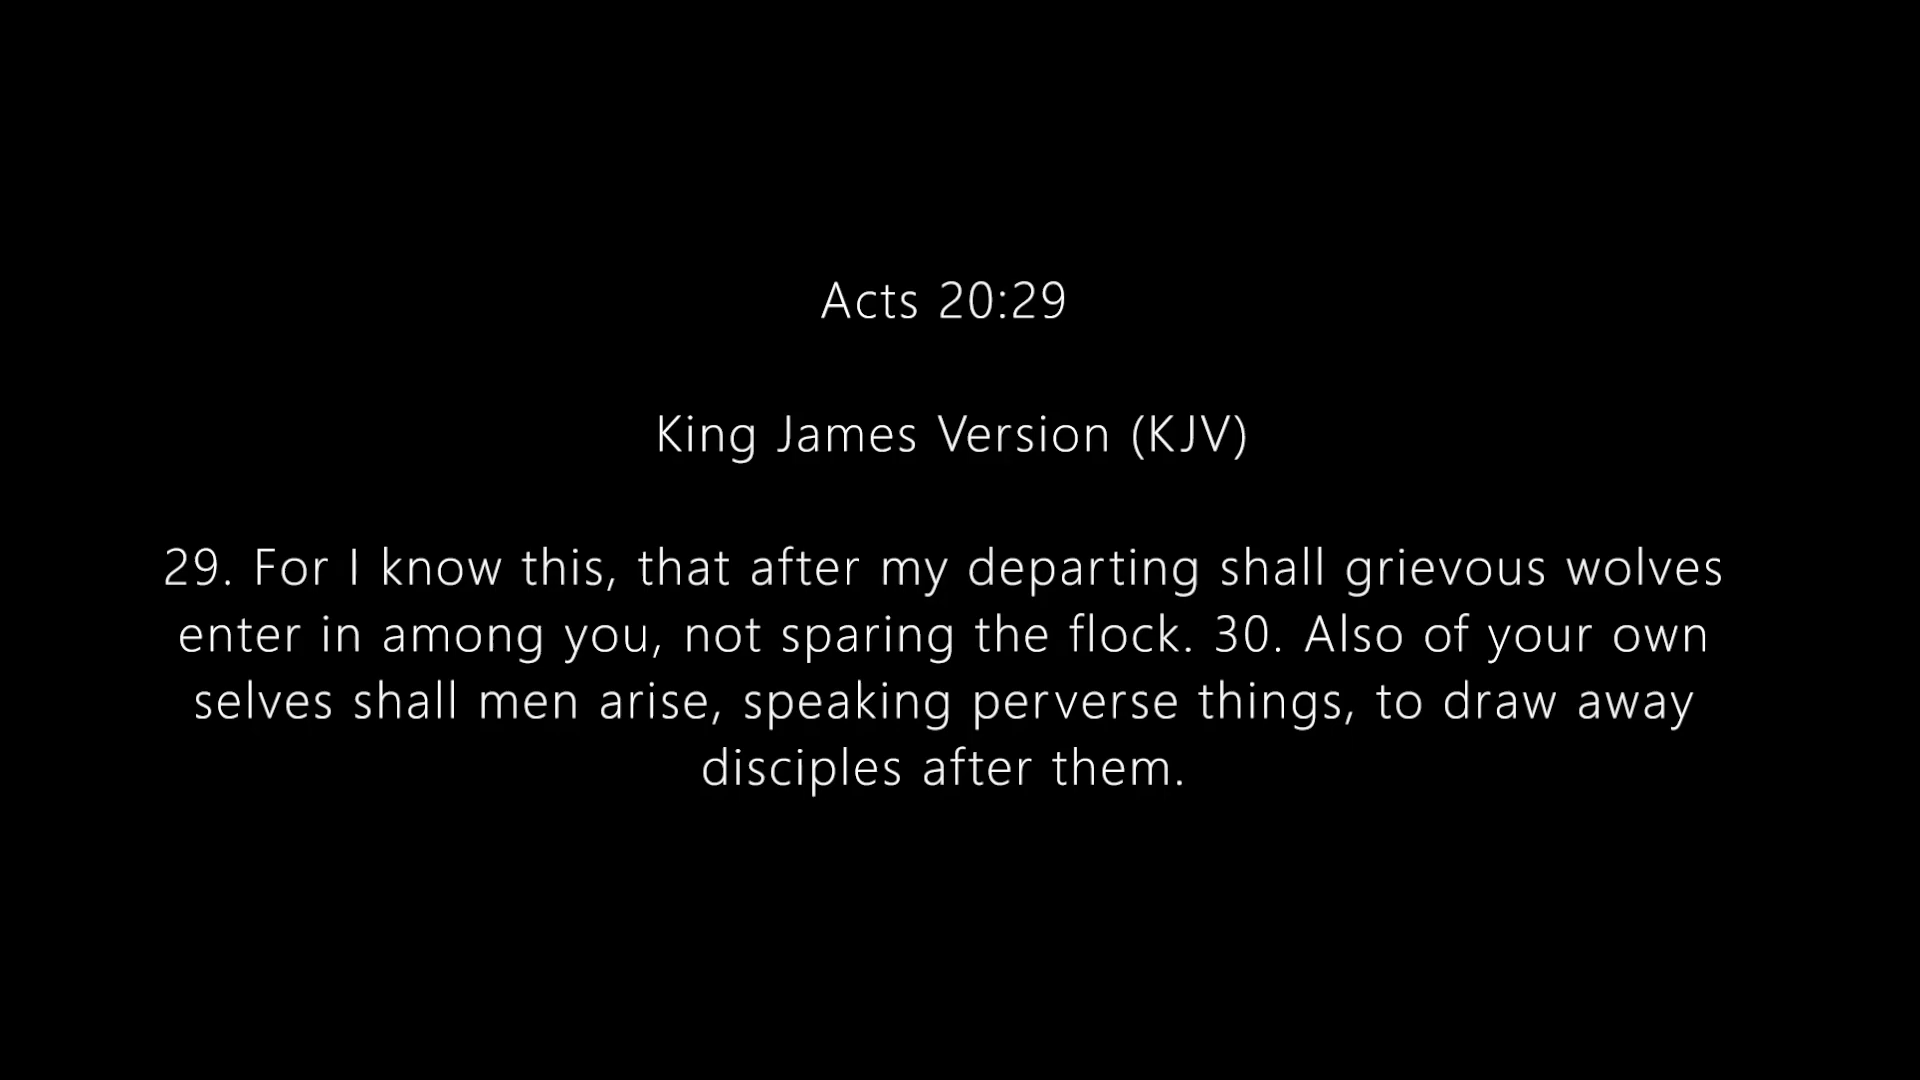 Acts 20:29
King James Version (KJV)
29. For I know this, that after my departing shall grievous wolves
enter in among you, not sparing the flock. 30. Also of your own
selves shall men arise, speaking perverse things, to draw away
disciples after them.